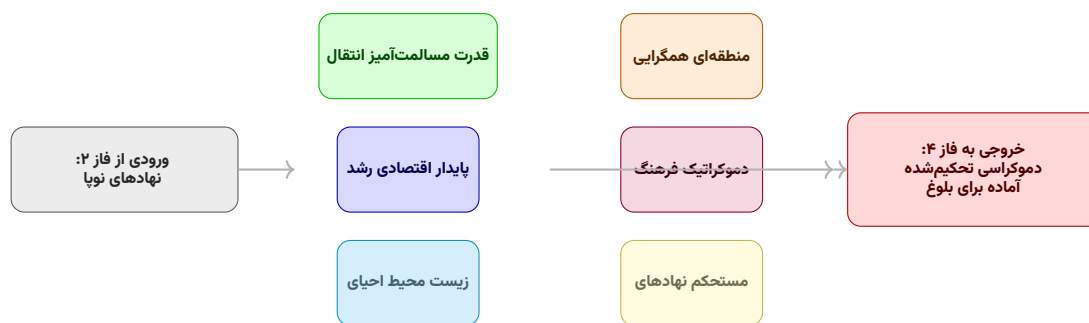 ورودی از فاز ۲:
نهادهای نوپا
قدرت مسالمت‌آمیز انتقال
پایدار اقتصادی رشد
زیست محیط احیای
منطقه‌ای همگرایی
دموکراتیک فرهنگ
مستحکم نهادهای
خروجی به فاز ۴:
دموکراسی تحکیم‌شده
آماده برای بلوغ